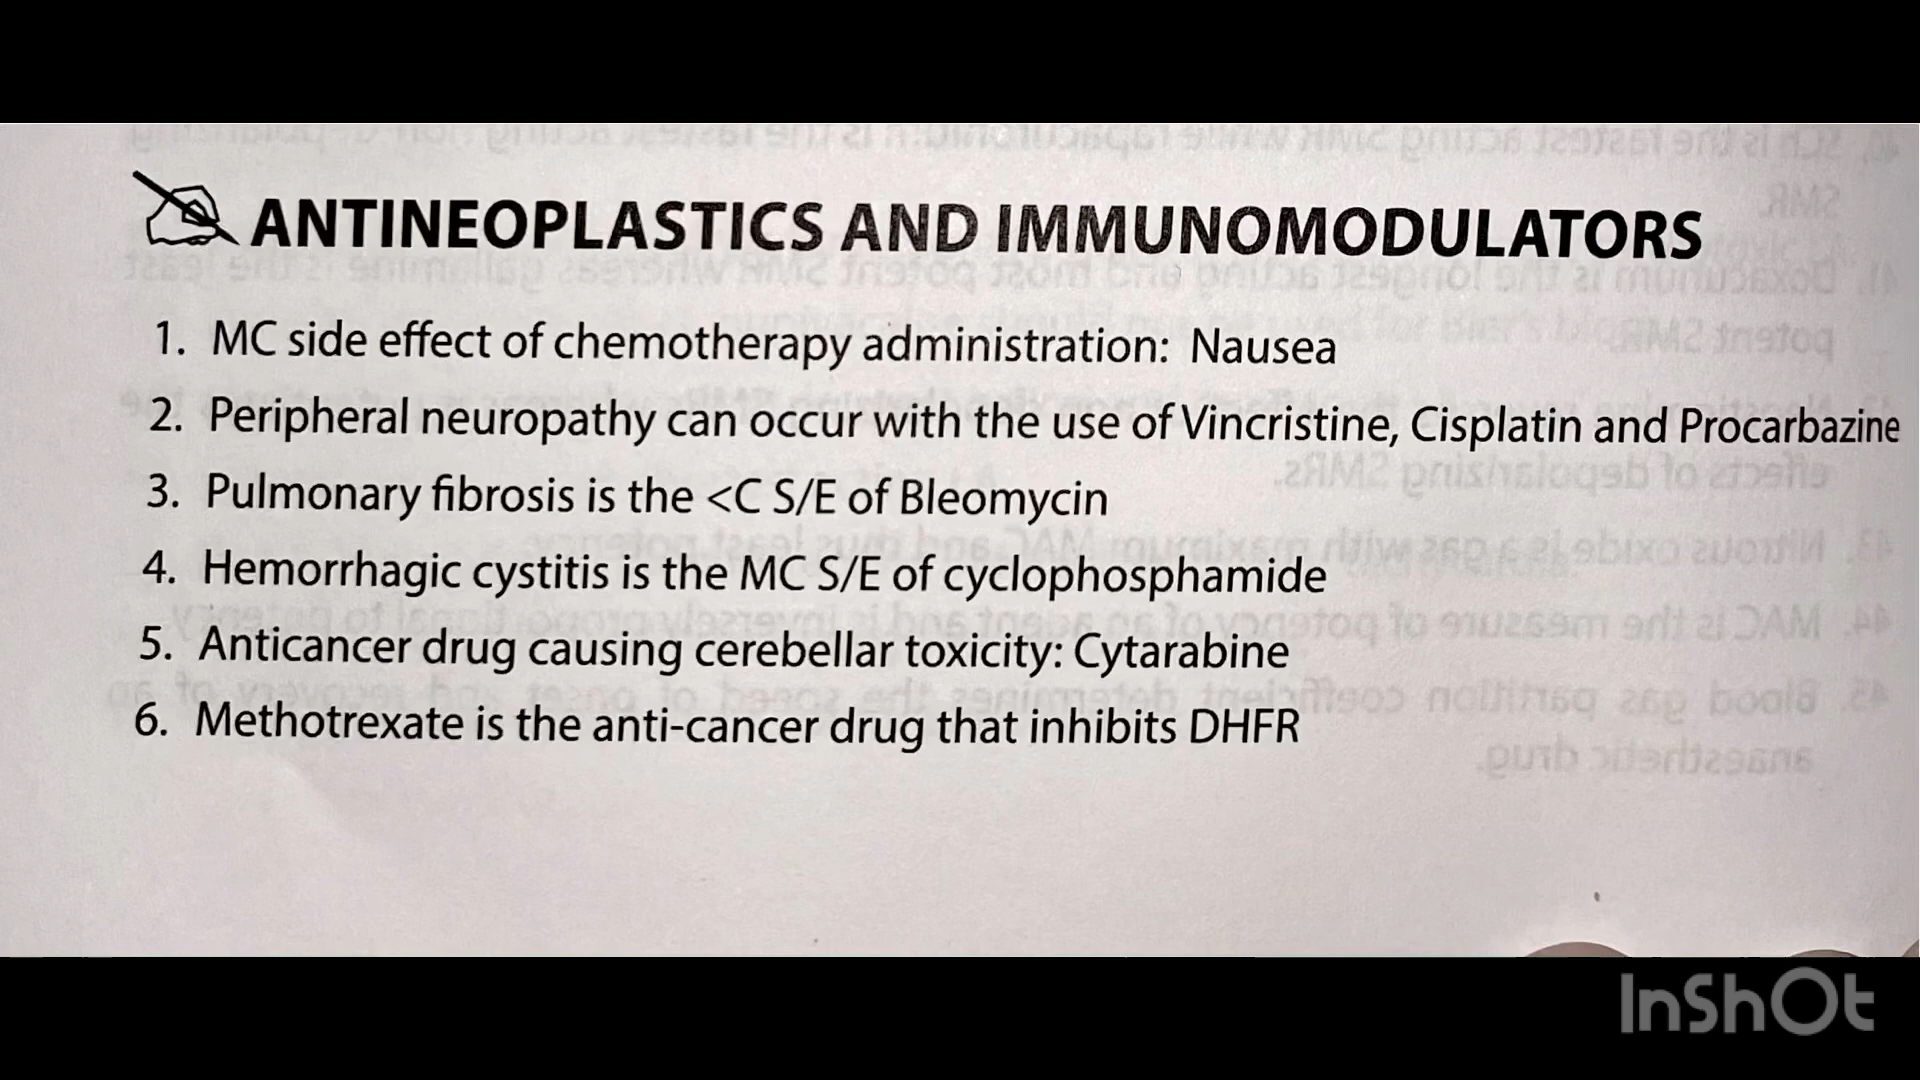 ANTINEOPLASTICS AND IMMUNOMODULATORS
1. MC side effect of chemotherapy administration: Nausea
2. Peripheral neuropathy can occur with the use of Vincristine, Cisplatin and Procarbazine
3. Pulmonary fibrosis is the <C S/E of Bleomycin
4. Hemorrhagic cystitis is the MC S/E of cyclophosphamide
5. Anticancer drug causing cerebellar toxicity: Cytarabine
6. Methotrexate is the anti-cancer drug that inhibits DHFR
InShOt